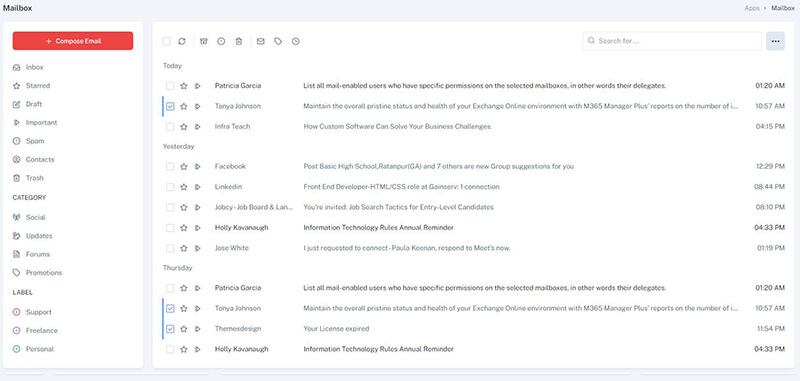 Mailbox
Apps > Mailbox
+ Compose Email
Inbox
Starred
Draft
Important
Spam
Contacts
Trash
CATEGORY
Social
Updates
Forums
Promotions
LABEL
Support
Freelance
Personal
Search for ...
Today
Patricia Garcia List all mail-enabled users who have specific permissions on the selected mailboxes, in other words their delegates. 01:20 AM
Tonya Johnson Maintain the overall pristine status and health of your Exchange Online environment with M365 Manager Plus' reports on the number of i... 10:57 AM
Infra Teach How Custom Software Can Solve Your Business Challenges. 04:15 PM
Yesterday
Facebook Post Basic High School,Ratanpur(GA) and 7 others are new Group suggestions for you 12:29 PM
Linkedin Front End Developer-HTML/CSS role at Gainserv: 1 connection 08:44 PM
Jobcy - Job Board & Lan... You're invited: Job Search Tactics for Entry-Level Candidates 08:10 PM
Holly Kavanaugh Information Technology Rules Annual Reminder 04:33 PM
Jose White I just requested to connect - Paula Keenan, respond to Meet's now. 01:19 PM
Thursday
Patricia Garcia List all mail-enabled users who have specific permissions on the selected mailboxes, in other words their delegates. 01:20 AM
Tonya Johnson Maintain the overall pristine status and health of your Exchange Online environment with M365 Manager Plus' reports on the number of i... 10:57 AM
Themesdesign Your License expired 11:54 PM
Holly Kavanaugh Information Technology Rules Annual Reminder 04:33 PM